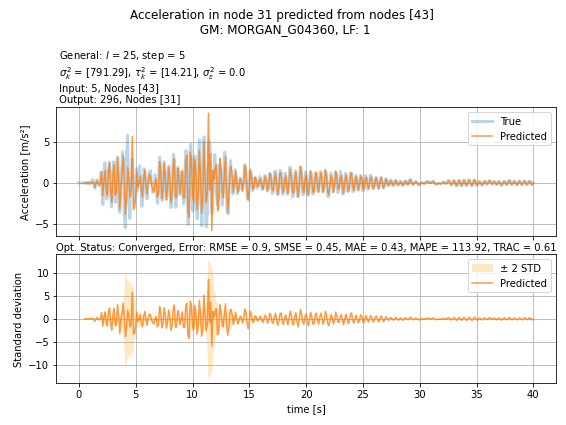 Acceleration in node 31 predicted from nodes [43]
GM: MORGAN_G04360, LF: 1
General: l = 25, step = 5
σ²ₖ = [791.29], τ²ₖ = [14.21], σ²ε = 0.0
Input: 5, Nodes [43]
Output: 296, Nodes [31]
Acceleration [m/s²]
5
0
−5
True
Predicted
Opt. Status: Converged, Error: RMSE = 0.9, SMSE = 0.45, MAE = 0.43, MAPE = 113.92, TRAC = 0.61
Standard deviation
10
5
0
−5
−10
± 2 STD
Predicted
0 5 10 15 20 25 30 35 40
time [s]